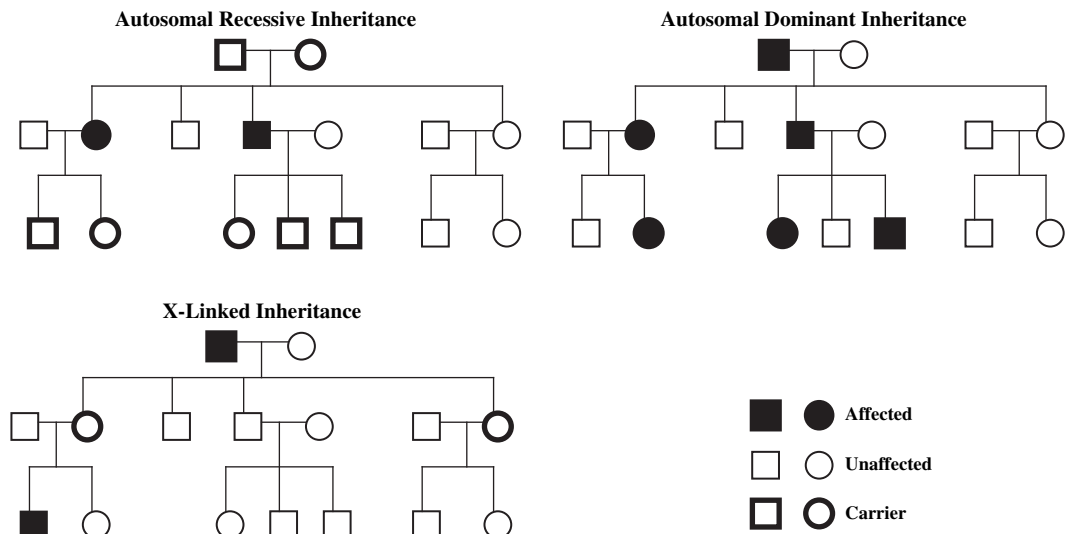 Autosomal Recessive Inheritance
Autosomal Dominant Inheritance
X-Linked Inheritance
Affected
Unaffected
Carrier